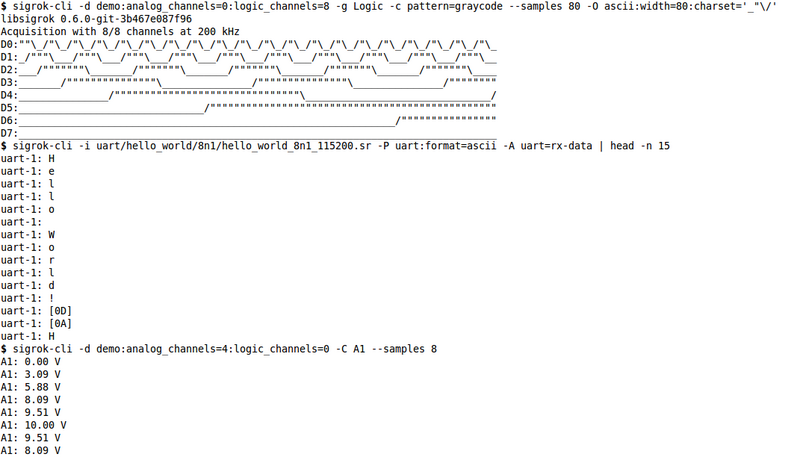 $ sigrok-cli -d demo:analog_channels=0:logic_channels=8 -g Logic -c pattern=graycode --samples 80 -O ascii:width=80:charset='_"\/'
libsigrok 0.6.0-git-3b467e087f96
Acquisition with 8/8 channels at 200 kHz
D0:""\_/"\_/"\_/"\_/"\_/"\_/"\_/"\_/"\_/"\_/"\_/"\_/"\_/"\_/"\_/"\_/"\_/"\_/"\_/"\_
D1:_/"""\___/"""\___/"""\___/"""\___/"""\___/"""\___/"""\___/"""\___/"""\___/"""\__
D2:___/"""""""\_______/"""""""\_______/"""""""\_______/"""""""\_______/"""""""\____
D3:_______/"""""""""""""""\_______________/"""""""""""""""\_______________/""""""""
D4:_______________/"""""""""""""""""""""""""""""""\_______________________________/
D5:_______________________________/""""""""""""""""""""""""""""""""""""""""""""""""
D6:_______________________________________________________________/""""""""""""""""
D7:________________________________________________________________________________
$ sigrok-cli -i uart/hello_world/8n1/hello_world_8n1_115200.sr -P uart:format=ascii -A uart=rx-data | head -n 15
uart-1: H
uart-1: e
uart-1: l
uart-1: l
uart-1: o
uart-1:
uart-1: W
uart-1: o
uart-1: r
uart-1: l
uart-1: d
uart-1: !
uart-1: [0D]
uart-1: [0A]
uart-1: H
$ sigrok-cli -d demo:analog_channels=4:logic_channels=0 -C A1 --samples 8
A1: 0.00 V
A1: 3.09 V
A1: 5.88 V
A1: 8.09 V
A1: 9.51 V
A1: 10.00 V
A1: 9.51 V
A1: 8.09 V